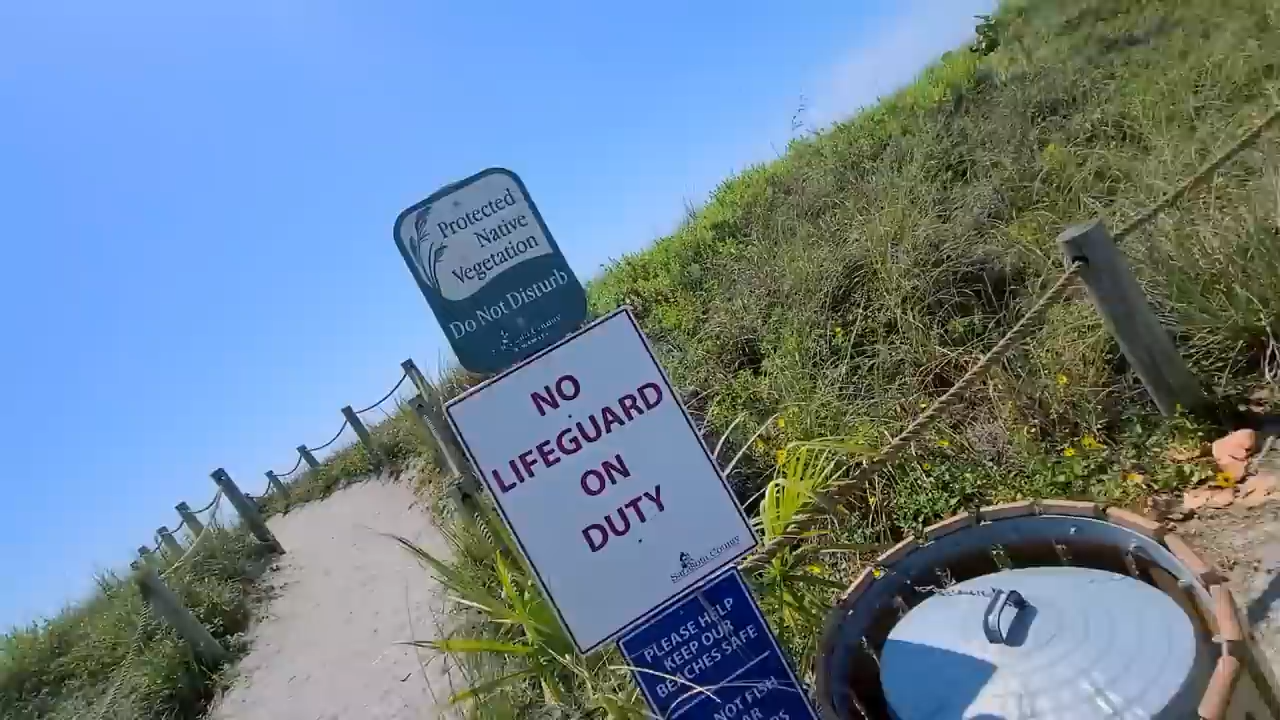 Protected
Native
Vegetation
Do Not Disturb
NO
LIFEGUARD
ON
DUTY
Sarasota County
PLEASE HELP
KEEP OUR
BEACHES SAFE
NOT FISH